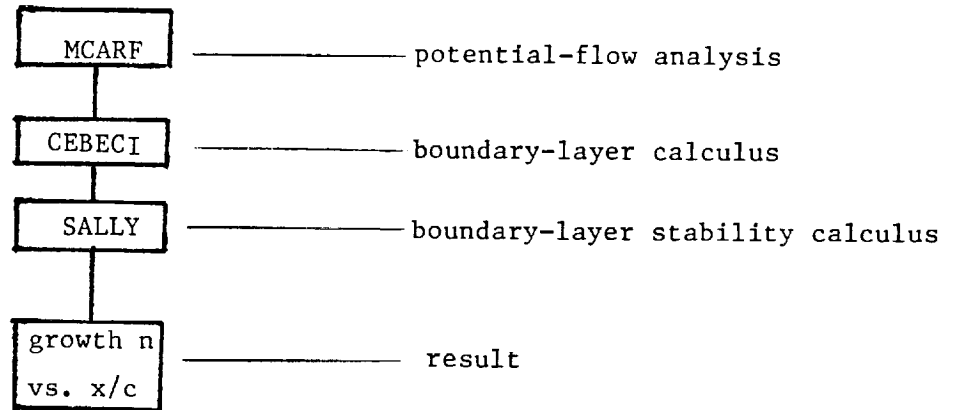 MCARF potential-flow analysis
CEBECI boundary-layer calculus
SALLY boundary-layer stability calculus
growth n
vs. x/c
result